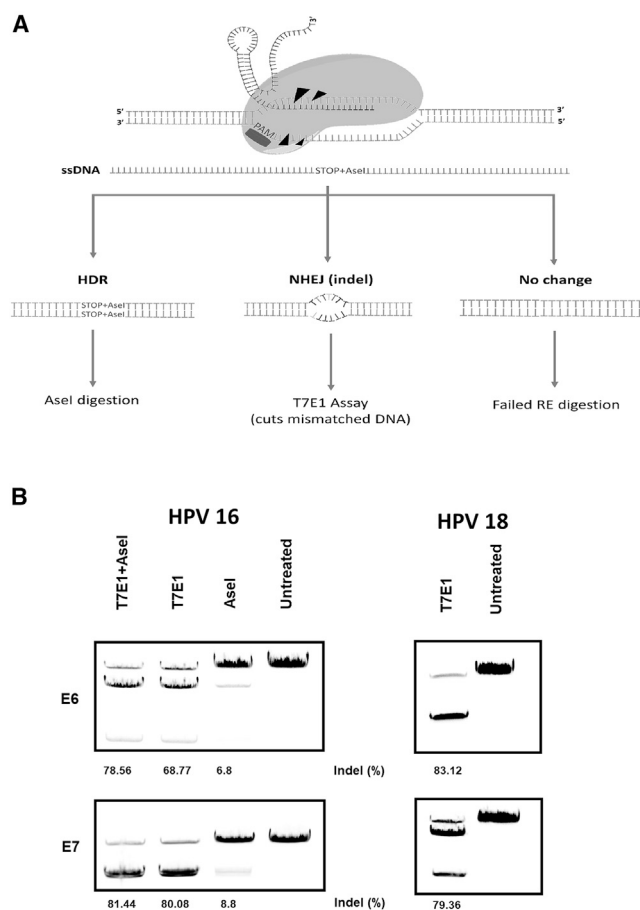 A
3'
5'
3'
3'
5'
PAM
ssDNA
STOP+AseI
HDR
NHEJ (indel)
No change
STOP+AseI
STOP+AseI
AseI digestion
T7E1 Assay
(cuts mismatched DNA)
Failed RE digestion
B
HPV 16
HPV 18
T7E1+AseI
T7E1
AseI
Untreated
T7E1
Untreated
E6
78.56 68.77 6.8 Indel (%) 83.12
E7
81.44 80.08 8.8 Indel (%) 79.36